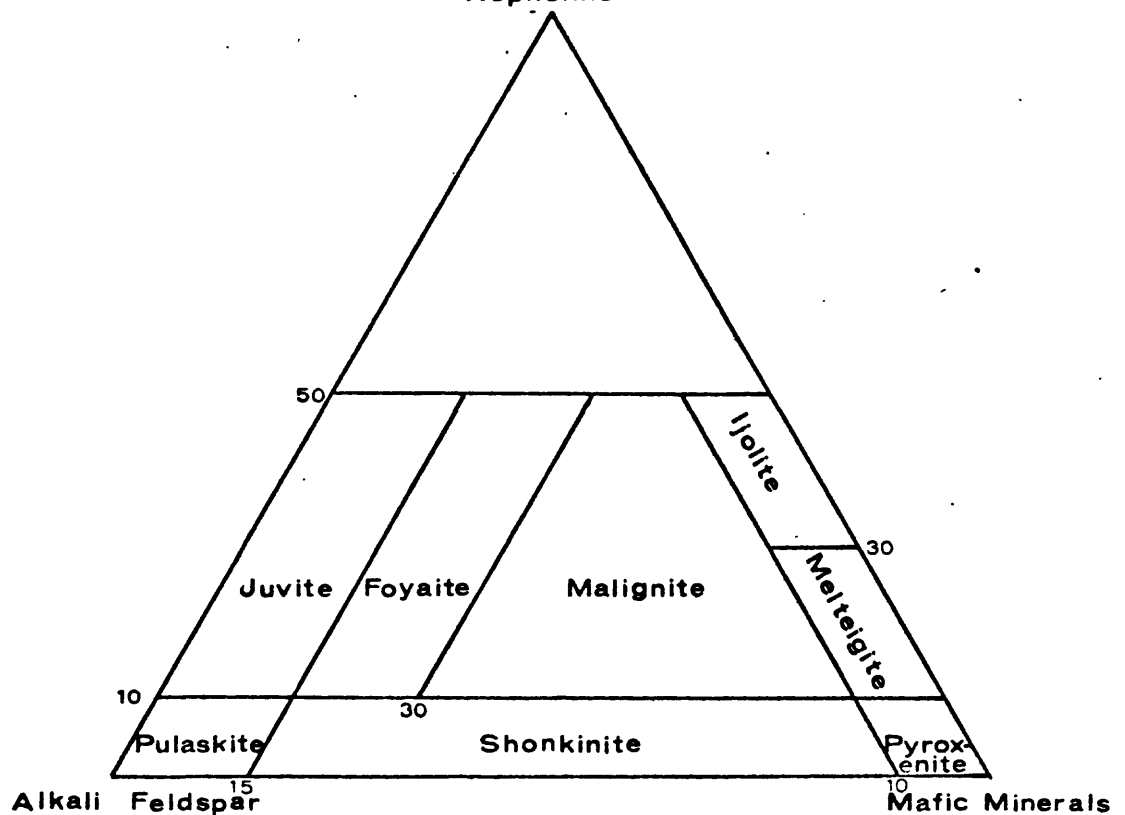 50
Ijolite
30
Melteigite
Juvite
Foyaite
Malignite
10
30
Pulaskite
Shonkinite
Pyrox-
enite
15
10
Alkali Feldspar
Mafic Minerals